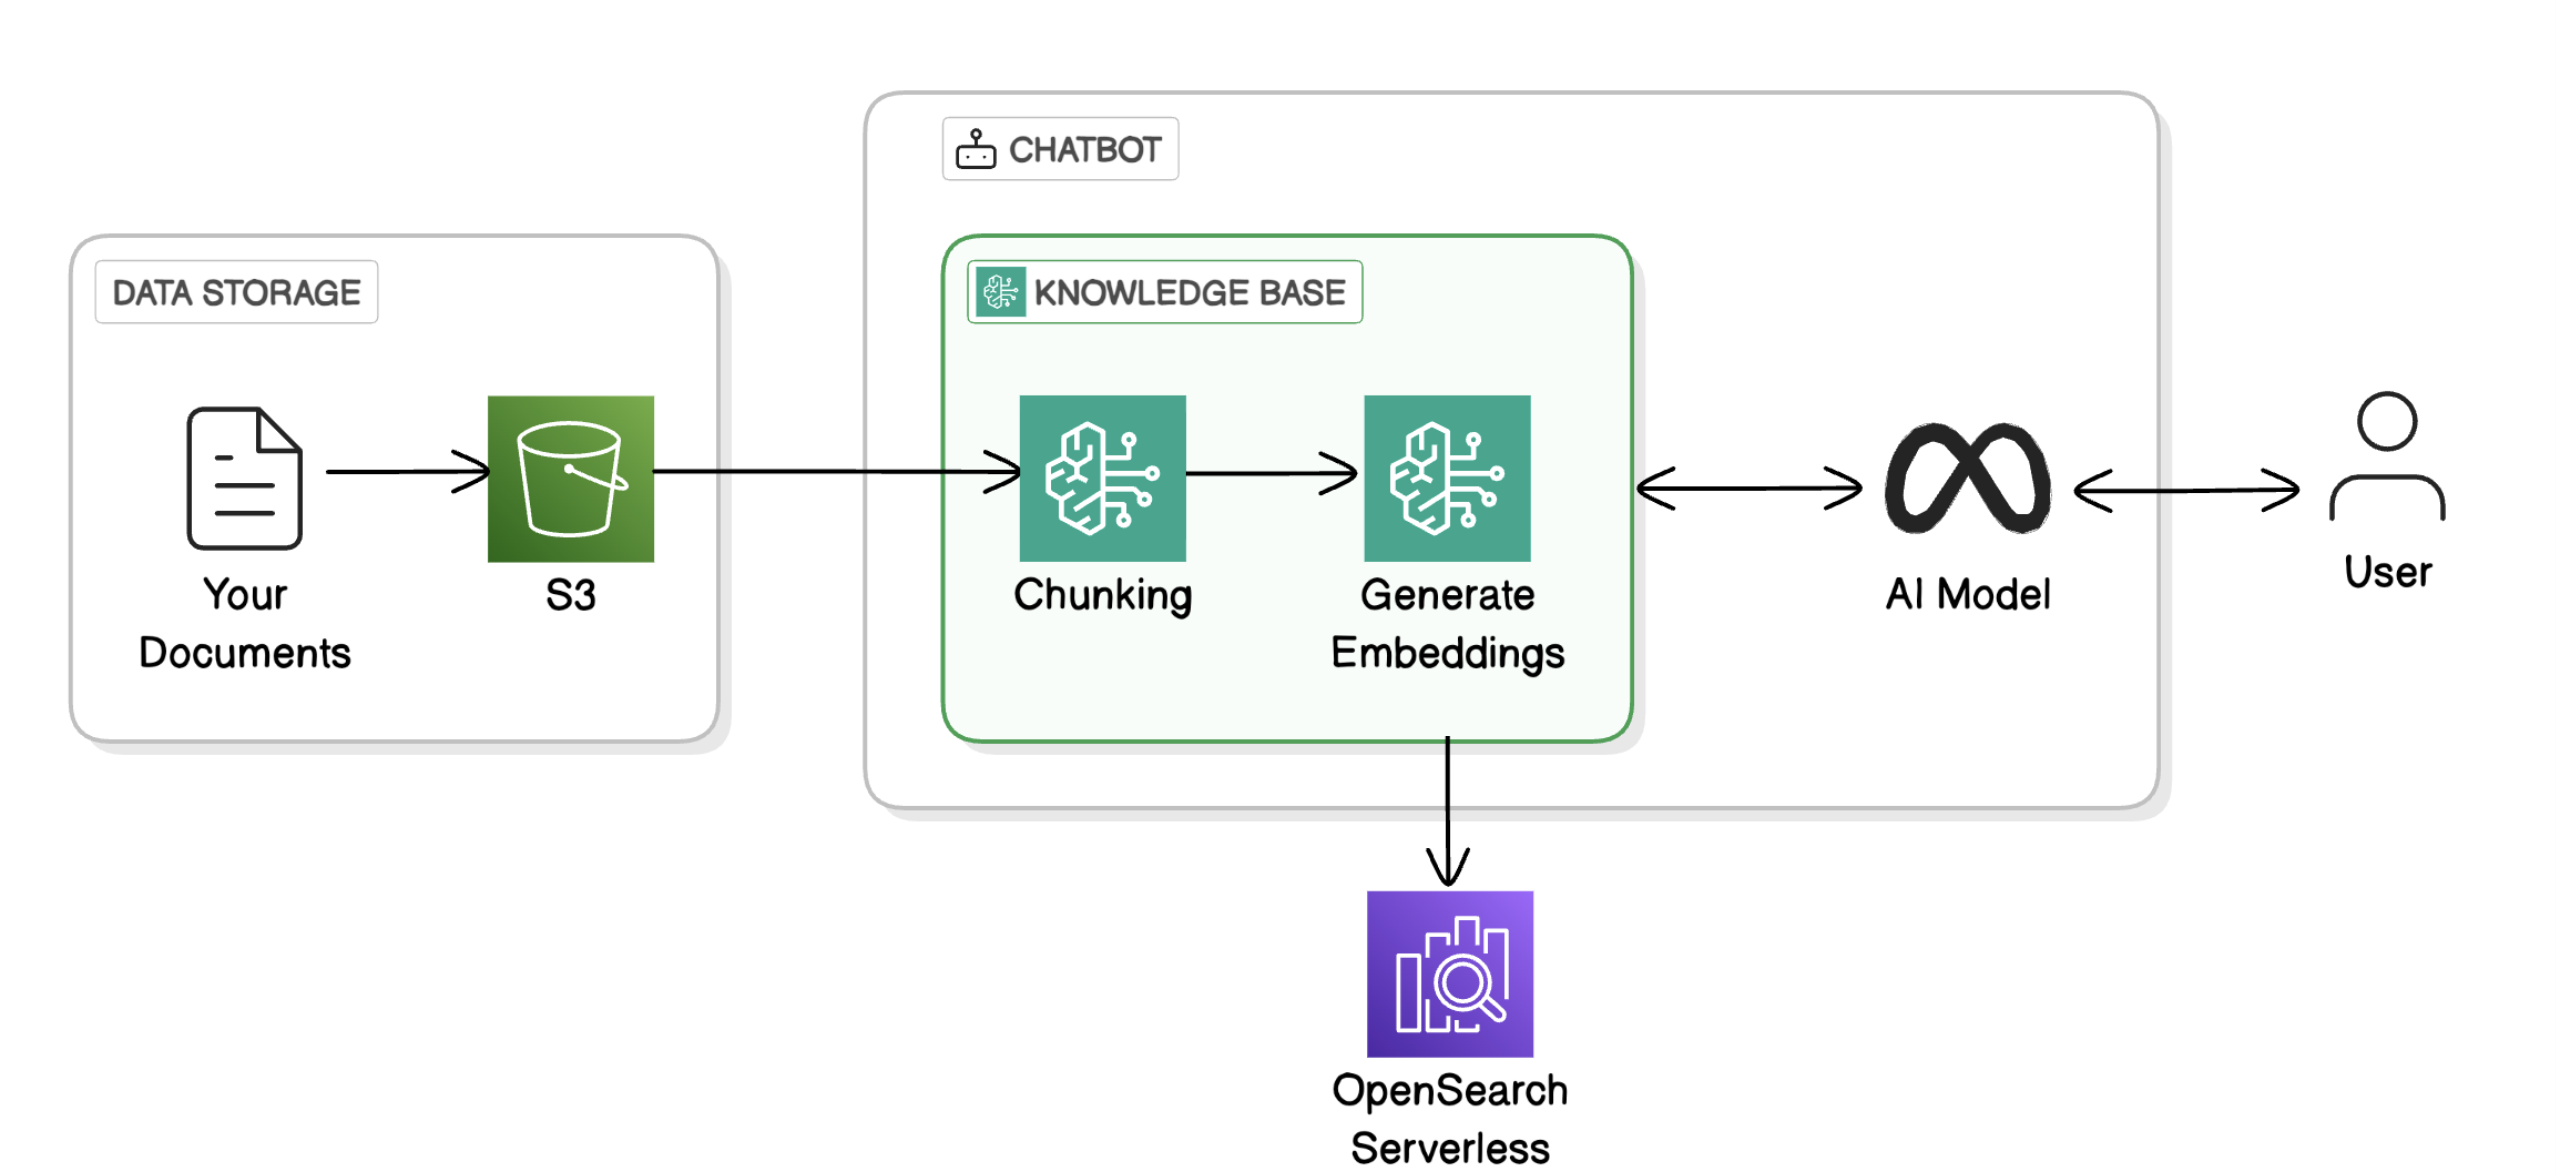 CHATBOT
DATA STORAGE
KNOWLEDGE BASE
Your
Documents
S3
Chunking
Generate
Embeddings
AI Model
User
OpenSearch
Serverless